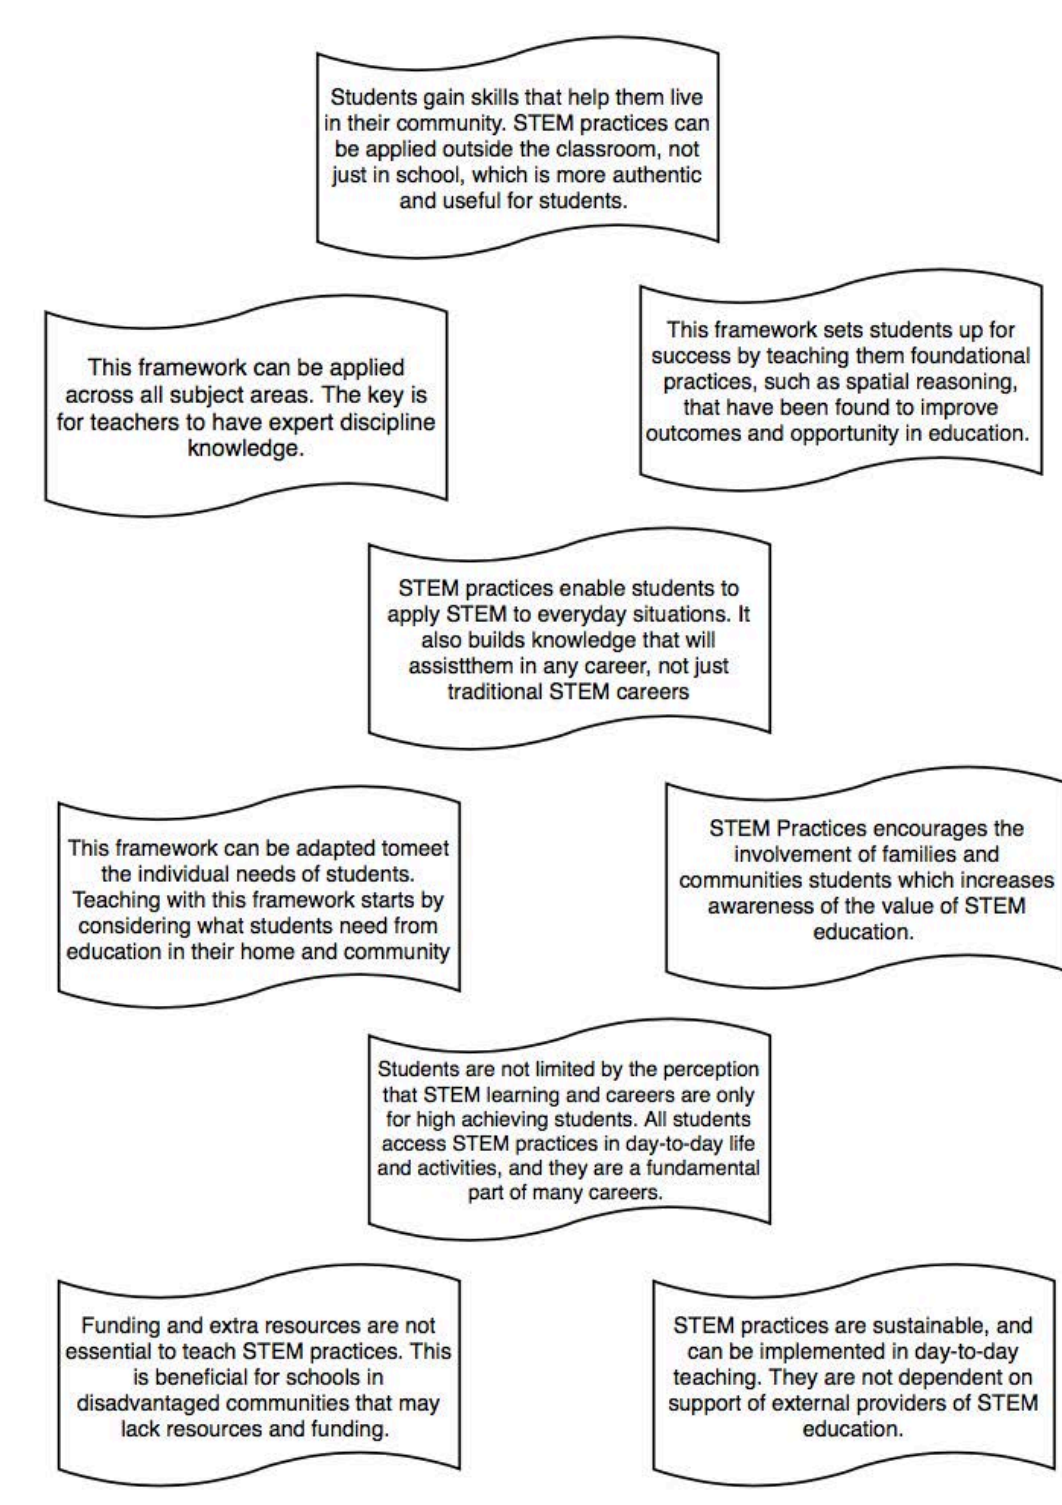 Students gain skills that help them live
in their community. STEM practices can
be applied outside the classroom, not
just in school, which is more authentic
and useful for students.
This framework can be applied
across all subject areas. The key is
for teachers to have expert discipline
knowledge.
This framework sets students up for
success by teaching them foundational
practices, such as spatial reasoning,
that have been found to improve
outcomes and opportunity in education.
STEM practices enable students to
apply STEM to everyday situations. It
also builds knowledge that will
assistthem in any career, not just
traditional STEM careers
This framework can be adapted tomeet
the individual needs of students.
Teaching with this framework starts by
considering what students need from
education in their home and community
STEM Practices encourages the
involvement of families and
communities students which increases
awareness of the value of STEM
education.
Students are not limited by the perception
that STEM learning and careers are only
for high achieving students. All students
access STEM practices in day-to-day life
and activities, and they are a fundamental
part of many careers.
Funding and extra resources are not
essential to teach STEM practices. This
is beneficial for schools in
disadvantaged communities that may
lack resources and funding.
STEM practices are sustainable, and
can be implemented in day-to-day
teaching. They are not dependent on
support of external providers of STEM
education.